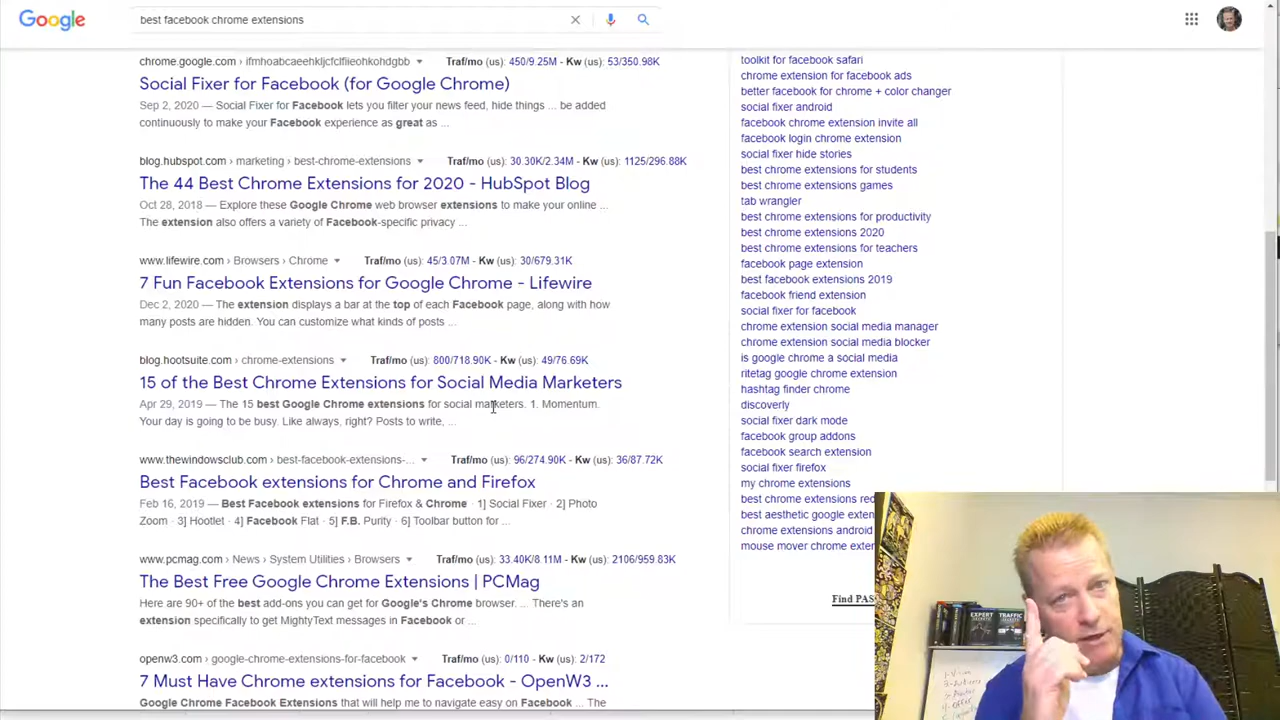 Google
best facebook chrome extensions
chrome.google.com › ifmhoabcaeehkljcfclfiieohkohdgbb Traf/mo (us): 450/9.25M - Kw (us): 53/350.98K
Social Fixer for Facebook (for Google Chrome)
Sep 2, 2020 — Social Fixer for Facebook lets you filter your news feed, hide things ... be added
continuously to make your Facebook experience as great as ...
blog.hubspot.com › marketing › best-chrome-extensions Traf/mo (us): 30.30K/2.34M - Kw (us): 1125/296.88K
The 44 Best Chrome Extensions for 2020 - HubSpot Blog
Oct 28, 2018 — Explore these Google Chrome web browser extensions to make your online ...
The extension also offers a variety of Facebook-specific privacy ...
www.lifewire.com › Browsers › Chrome Traf/mo (us): 45/3.07M - Kw (us): 30/679.31K
7 Fun Facebook Extensions for Google Chrome - Lifewire
Dec 2, 2020 — The extension displays a bar at the top of each Facebook page, along with how
many posts are hidden. You can customize what kinds of posts ...
blog.hootsuite.com › chrome-extensions Traf/mo (us): 800/718.90K - Kw (us): 49/76.69K
15 of the Best Chrome Extensions for Social Media Marketers
Apr 29, 2019 — The 15 best Google Chrome extensions for social marketers. 1. Momentum.
Your day is going to be busy. Like always, right? Posts to write, ...
www.thewindowsclub.com › best-facebook-extensions-... Traf/mo (us): 96/274.90K - Kw (us): 36/87.72K
Best Facebook extensions for Chrome and Firefox
Feb 16, 2019 — Best Facebook extensions for Firefox & Chrome · 1] Social Fixer · 2] Photo
Zoom · 3] Hootlet · 4] Facebook Flat · 5] F.B. Purity · 6] Toolbar button for ...
www.pcmag.com › News › System Utilities › Browsers Traf/mo (us): 33.40K/8.11M - Kw (us): 2106/959.83K
The Best Free Google Chrome Extensions | PCMag
Here are 90+ of the best add-ons you can get for Google's Chrome browser. ... There's an
extension specifically to get MightyText messages in Facebook or ...
openw3.com › google-chrome-extensions-for-facebook Traf/mo (us): 0/110 - Kw (us): 2/172
7 Must Have Chrome extensions for Facebook - OpenW3 ...
Google Chrome Facebook Extensions that will help me to navigate easy on Facebook ... The
toolkit for facebook safari
chrome extension for facebook ads
better facebook for chrome + color changer
social fixer android
facebook chrome extension invite all
facebook login chrome extension
social fixer hide stories
best chrome extensions for students
best chrome extensions games
tab wrangler
best chrome extensions for productivity
best chrome extensions 2020
best chrome extensions for teachers
facebook page extension
best facebook extensions 2019
facebook friend extension
social fixer for facebook
chrome extension social media manager
chrome extension social media blocker
is google chrome a social media
ritetag google chrome extension
hashtag finder chrome
discoverly
social fixer dark mode
facebook group addons
facebook search extension
social fixer firefox
my chrome extensions
best chrome extensions red
best aesthetic google exten
chrome extensions android
mouse mover chrome exter
Find PAS
EXPERT
SECRETS
TRAFFIC
SECRETS